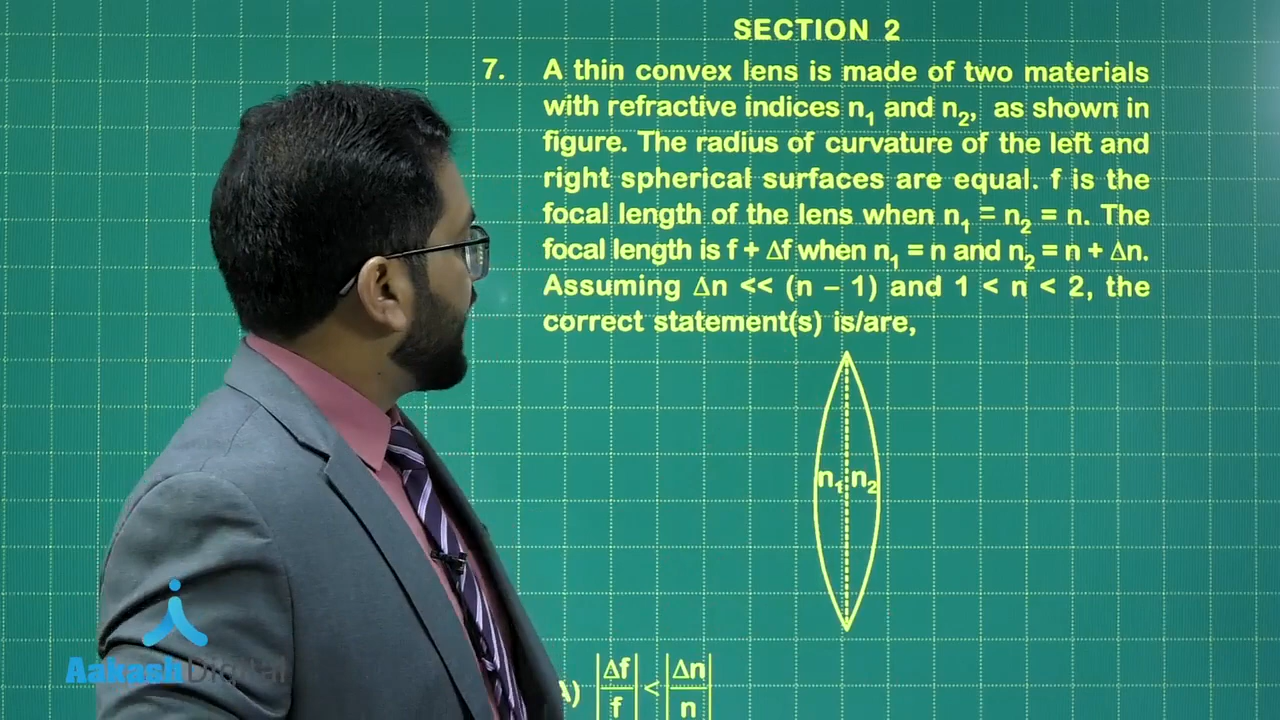 SECTION 2
7. A thin convex lens is made of two materials
with refractive indices n₁ and n₂, as shown in
figure. The radius of curvature of the left and
right spherical surfaces are equal. f is the
focal length of the lens when n₁ = n₂ = n. The
focal length is f + Δf when n₁ = n and n₂ = n + Δn.
Assuming Δn << (n – 1) and 1 < n < 2, the
correct statement(s) is/are,
n₁ n₂
A) |Δf/f| < |Δn/n|
Aakash Digital